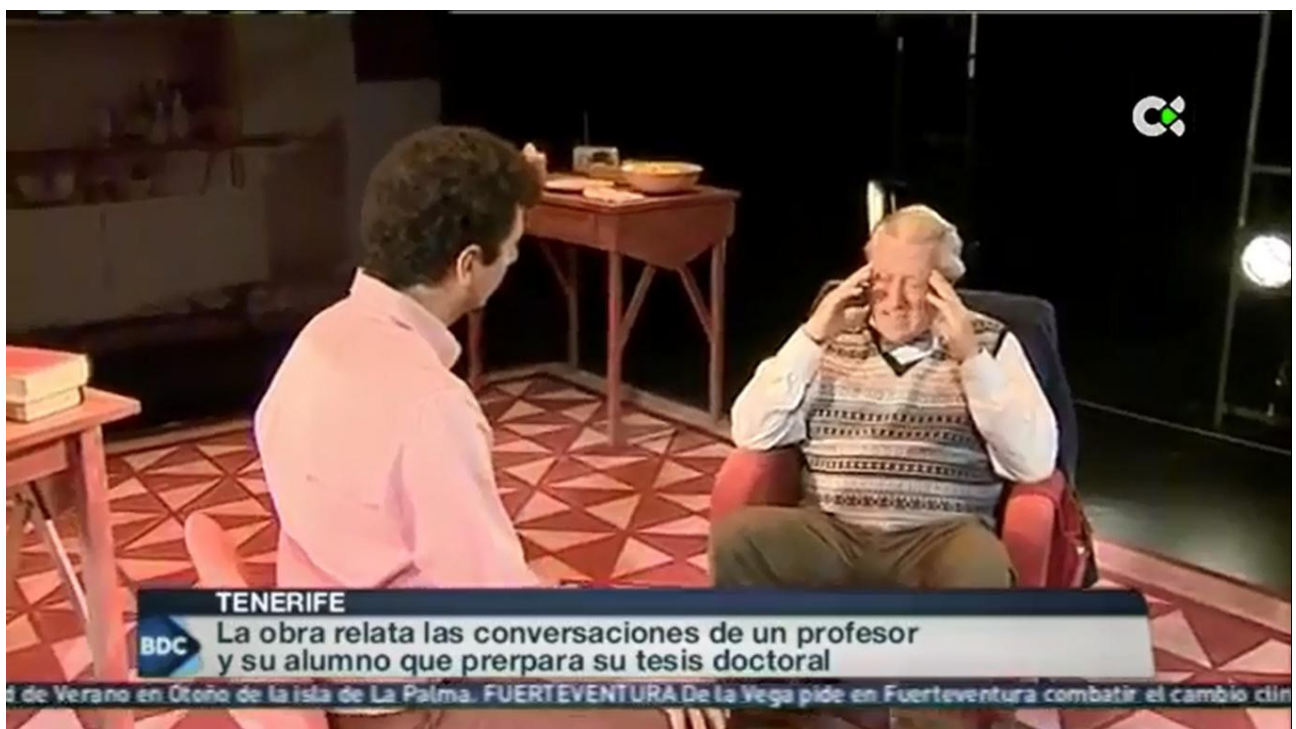 TENERIFE
BDC
La obra relata las conversaciones de un profesor
y su alumno que prerpara su tesis doctoral
d de Verano en Otoño de la isla de La Palma. FUERTEVENTURA De la Vega pide en Fuerteventura combatir el cambio clin